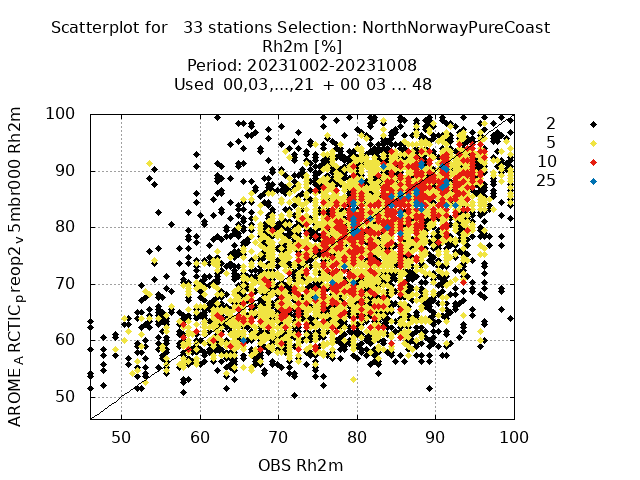 Scatterplot for   33 stations Selection: NorthNorwayPureCoast
Rh2m [%]
Period: 20231002-20231008
Used  00,03,...,21  + 00 03 ... 48
AROME_ARCTIC_preop2_v5mbr000 Rh2m
100
90
80
70
60
50
50 60 70 80 90 100
OBS Rh2m
2
5
10
25